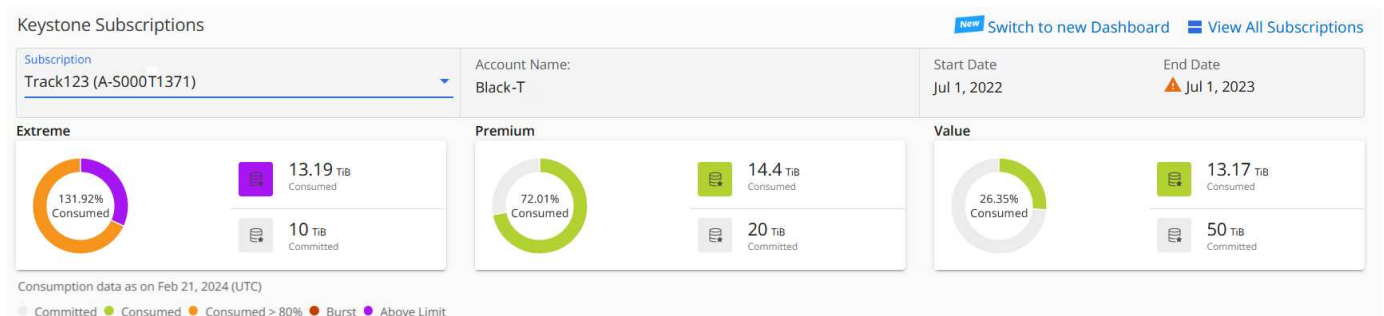 Keystone Subscriptions
New Switch to new Dashboard View All Subscriptions
Subscription
Track123 (A-S000T1371)
Account Name:
Black-T
Start Date
Jul 1, 2022
End Date
Jul 1, 2023
Extreme
131.92%
Consumed
13.19 TiB
Consumed
10 TiB
Committed
Premium
72.01%
Consumed
14.4 TiB
Consumed
20 TiB
Committed
Value
26.35%
Consumed
13.17 TiB
Consumed
50 TiB
Committed
Consumption data as on Feb 21, 2024 (UTC)
Committed Consumed Consumed > 80% Burst Above Limit